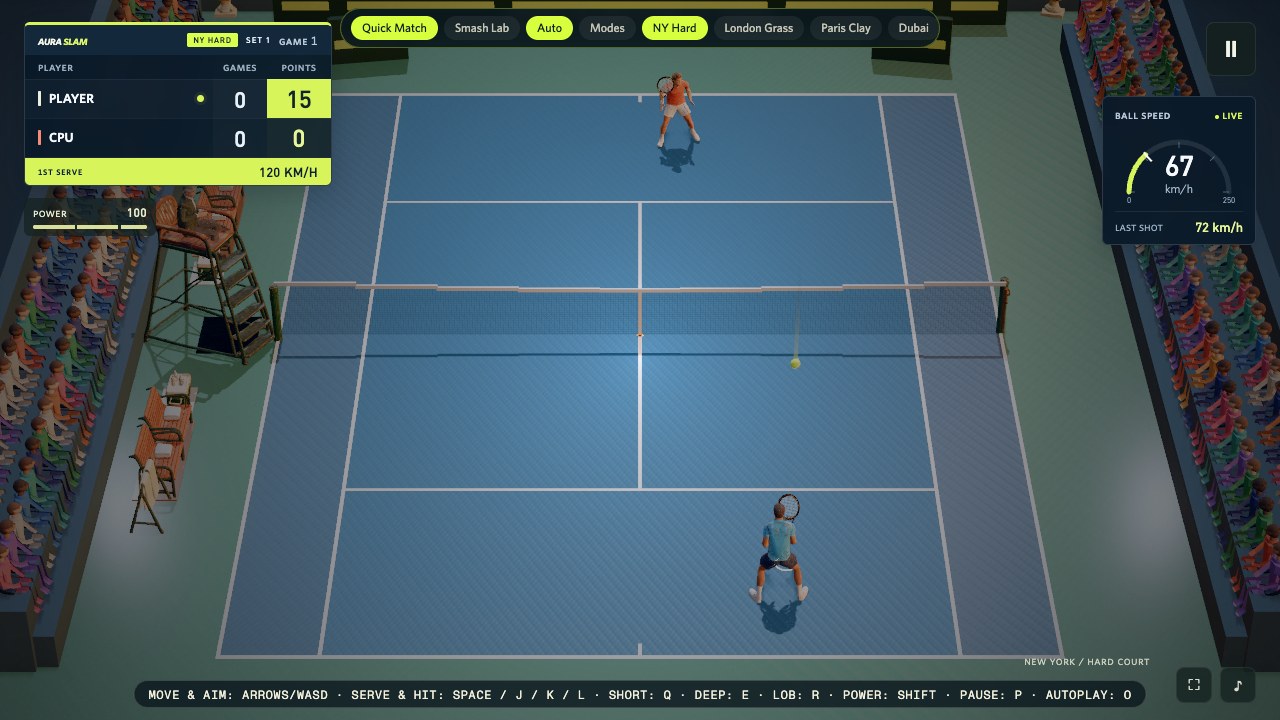 Quick Match Smash Lab Auto Modes NY Hard London Grass Paris Clay Dubai
AURA SLAM NY HARD SET 1 GAME 1
PLAYER GAMES POINTS
PLAYER 0 15
CPU 0 0
1ST SERVE 120 KM/H
POWER 100
BALL SPEED LIVE
67
km/h
0 250
LAST SHOT 72 km/h
NEW YORK / HARD COURT
MOVE & AIM: ARROWS/WASD · SERVE & HIT: SPACE / J / K / L · SHORT: Q · DEEP: E · LOB: R · POWER: SHIFT · PAUSE: P · AUTOPLAY: O